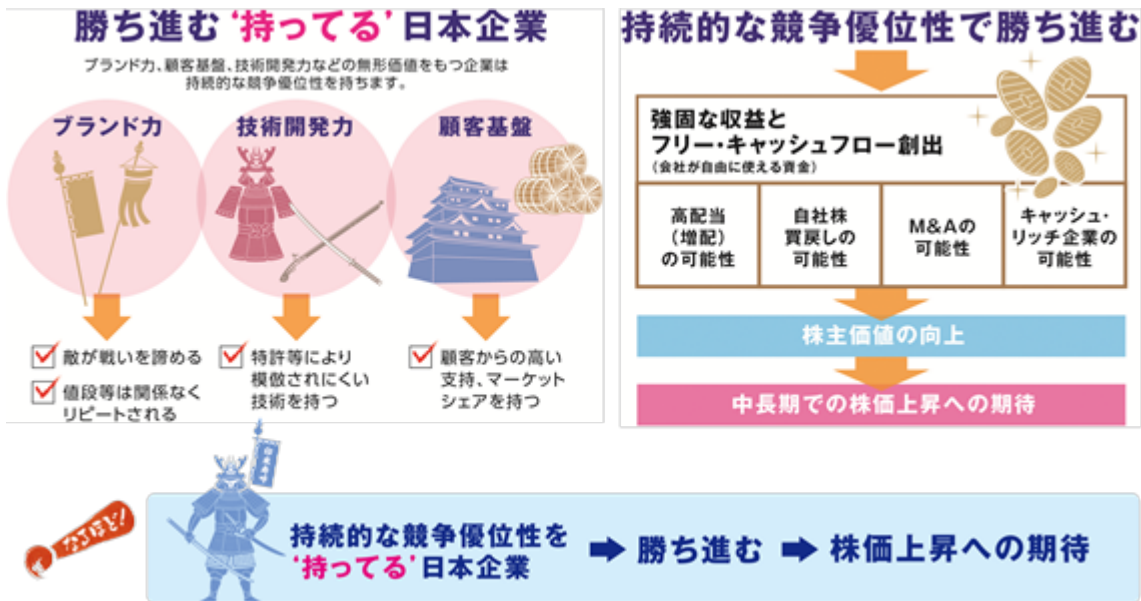 勝ち進む‘持ってる’日本企業
ブランド力、顧客基盤、技術開発力などの無形価値をもつ企業は
持続的な競争優位性を持ちます。
ブランド力
技術開発力
顧客基盤
敵が戦いを諦める
値段等は関係なく
リピートされる
特許等により
模倣されにくい
技術を持つ
顧客からの高い
支持、マーケット
シェアを持つ
持続的な競争優位性で勝ち進む
強固な収益と
フリー・キャッシュフロー創出
(会社が自由に使える資金)
高配当
(増配)
の可能性
自社株
買戻しの
可能性
M&Aの
可能性
キャッシュ・
リッチ企業の
可能性
株主価値の向上
中長期での株価上昇への期待
なるほど!
持続的な競争優位性を
‘持ってる’日本企業
➡ 勝ち進む ➡ 株価上昇への期待